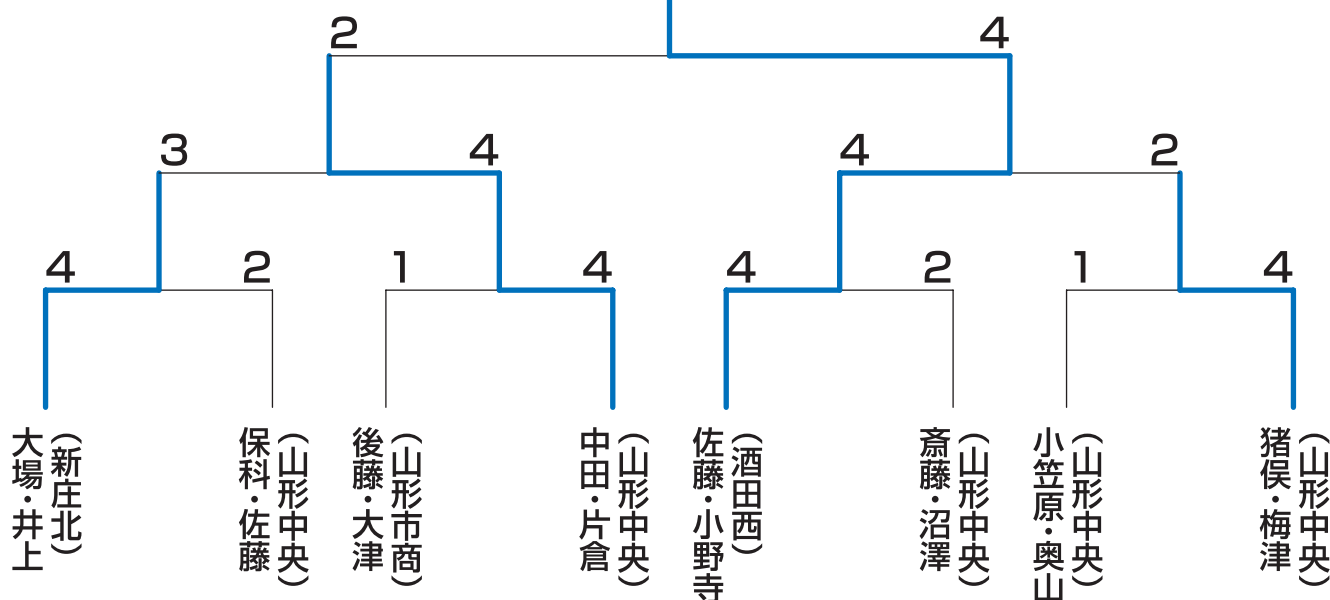 2
4
3
4
4
2
4
2
1
4
4
2
1
4
大場・井上
（新庄北）
保科・佐藤
（山形中央）
後藤・大津
（山形市商）
中田・片倉
（山形中央）
佐藤・小野寺
（酒田西）
斎藤・沼澤
（山形中央）
小笠原・奥山
（山形中央）
猪俣・梅津
（山形中央）